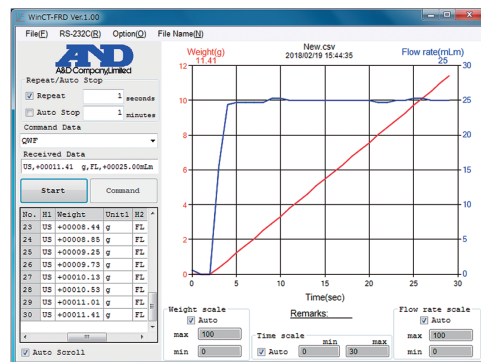 WinCT-FRD Ver.1.00
File(F) RS-232C(R) Option(O) File Name(N)
AND
A&D Company,Limited
Repeat/Auto Stop
Repeat 1 seconds
Auto Stop 1 minutes
Command Data
QWF
Received Data
US,+00011.41 g,FL,+00025.00mLm
Start Command
No. H1 Weight Unit1 H2
23 US +00008.44 g FL
24 US +00008.85 g FL
25 US +00009.25 g FL
26 US +00009.73 g FL
27 US +00010.13 g FL
28 US +00010.53 g FL
29 US +00011.01 g FL
30 US +00011.41 g FL
Auto Scroll
New.csv
Weight(g) 2018/02/19 15:44:35 Flow rate(mLm)
11.41 25
12 30
10 25
8 20
6 15
4 10
2 5
0 0
0 5 10 15 20 25 30
Time(sec)
Weight scale
Auto
max 100
min 0
Remarks:
Time scale min max
Auto 0 30
Flow rate scale
Auto
max 100
min 0